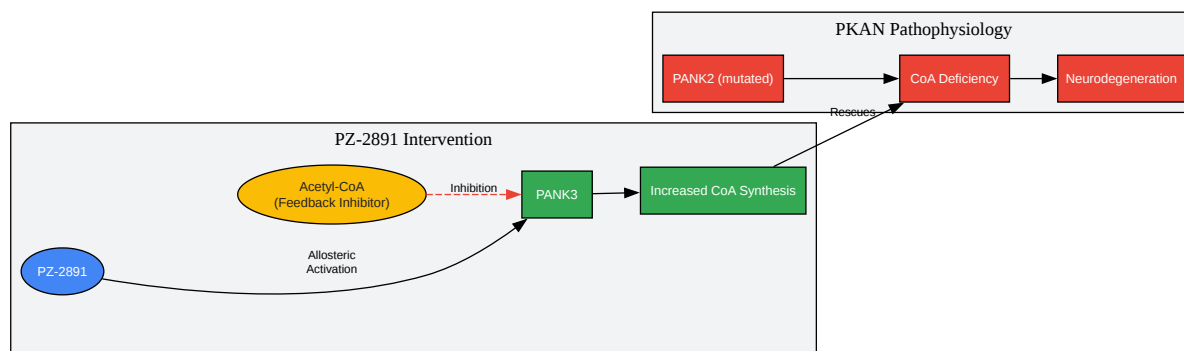 PKAN Pathophysiology
PANK2 (mutated)
CoA Deficiency
Neurodegeneration
Rescues
PZ-2891 Intervention
Acetyl-CoA
(Feedback Inhibitor)
Inhibition
PANK3
Increased CoA Synthesis
Allosteric
Activation
PZ-2891